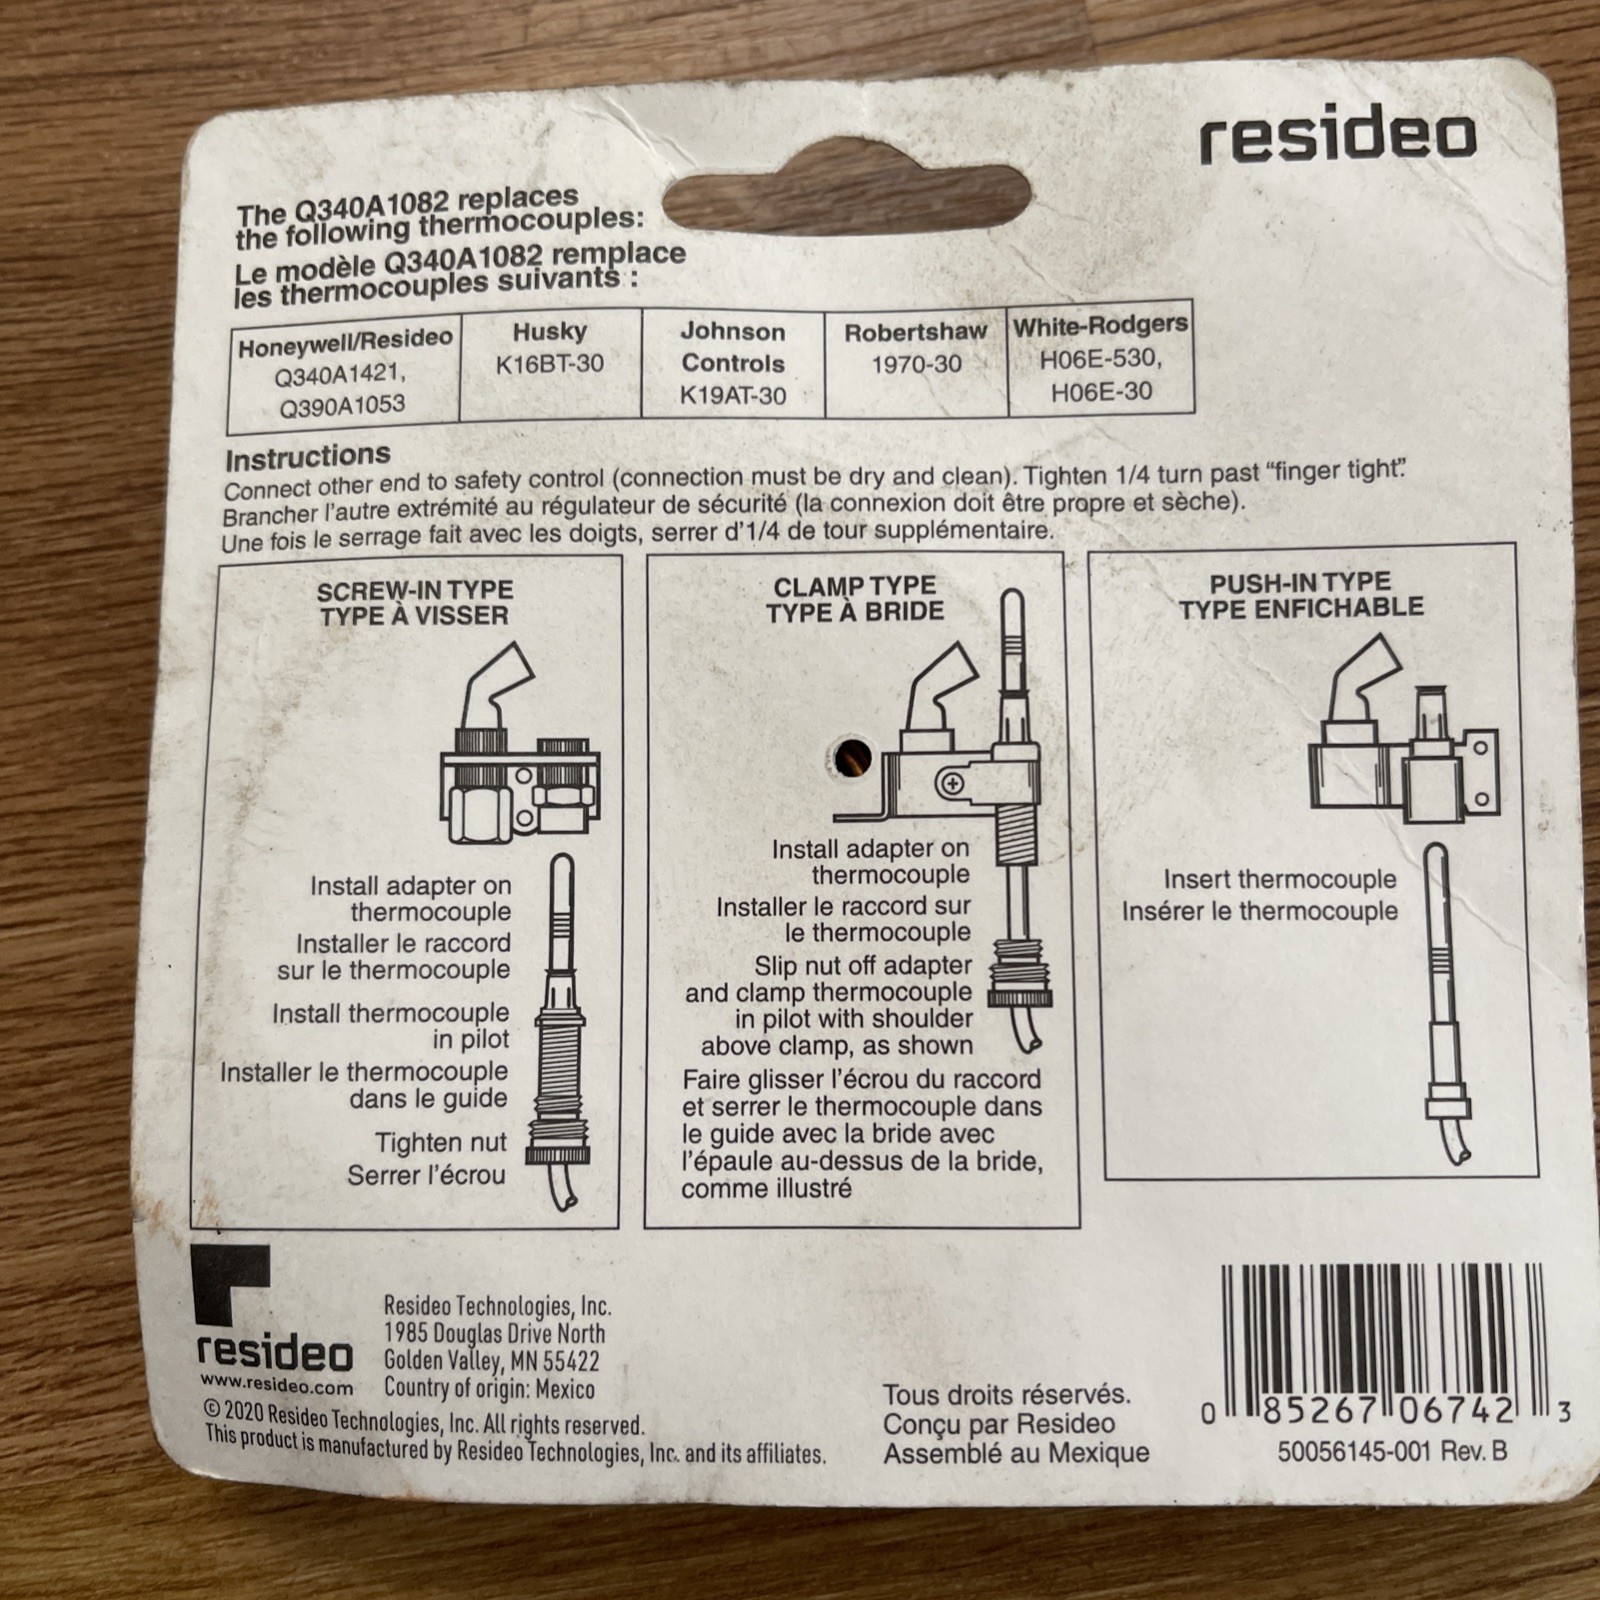 resideo
The Q340A1082 replaces
the following thermocouples:
Le modèle Q340A1082 remplace
les thermocouples suivants :
Honeywell/Resideo
Q340A1421,
Q390A1053
Husky
K16BT-30
Johnson
Controls
K19AT-30
Robertshaw
1970-30
White-Rodgers
H06E-530,
H06E-30
Instructions
Connect other end to safety control (connection must be dry and clean). Tighten 1/4 turn past “finger tight”.
Brancher l’autre extrémité au régulateur de sécurité (la connexion doit être propre et sèche).
Une fois le serrage fait avec les doigts, serrer d’1/4 de tour supplémentaire.
SCREW-IN TYPE
TYPE À VISSER
Install adapter on
thermocouple
Installer le raccord
sur le thermocouple
Install thermocouple
in pilot
Installer le thermocouple
dans le guide
Tighten nut
Serrer l’écrou
CLAMP TYPE
TYPE À BRIDE
Install adapter on
thermocouple
Installer le raccord sur
le thermocouple
Slip nut off adapter
and clamp thermocouple
in pilot with shoulder
above clamp, as shown
Faire glisser l’écrou du raccord
et serrer le thermocouple dans
le guide avec la bride avec
l’épaule au-dessus de la bride,
comme illustré
PUSH-IN TYPE
TYPE ENFICHABLE
Insert thermocouple
Insérer le thermocouple
resideo
www.resideo.com
Resideo Technologies, Inc.
1985 Douglas Drive North
Golden Valley, MN 55422
Country of origin: Mexico
© 2020 Resideo Technologies, Inc. All rights reserved.
This product is manufactured by Resideo Technologies, Inc. and its affiliates.
Tous droits réservés.
Conçu par Resideo
Assemblé au Mexique
0 85267 06742 3
50056145-001 Rev. B